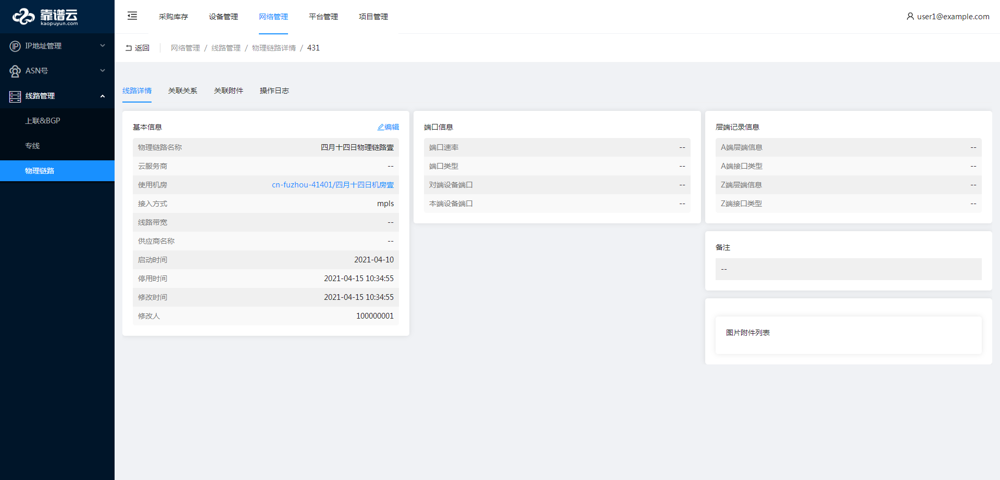 靠谱云
kaopuyun.com
采购库存
设备管理
网络管理
平台管理
项目管理
user1@example.com
IP地址管理
ASN号
线路管理
上联&BGP
专线
物理链路
返回
网络管理 / 线路管理 / 物理链路详情 / 431
线路详情
关联关系
关联附件
操作日志
基本信息
编辑
物理链路名称 四月十四日物理链路壹
云服务商 --
使用机房 cn-fuzhou-41401/四月十四日机房壹
接入方式 mpls
线路带宽 --
供应商名称 --
启动时间 2021-04-10
停用时间 2021-04-15 10:34:55
修改时间 2021-04-15 10:34:55
修改人 100000001
端口信息
端口速率 --
端口类型 --
对端设备端口 --
本端设备端口 --
层端记录信息
A端层端信息 --
A端接口类型 --
Z端层端信息 --
Z端接口类型 --
备注
--
图片附件列表